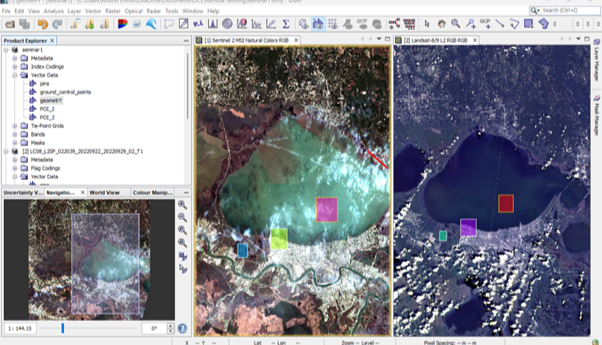 File Edit View Analysis Layer Vector Raster Optical Radar Tools Window Help
Search (Ctrl+I)
Product Explorer
seminar1
Metadata
Index Codings
Vector Data
pins
ground_control_points
geometry
POI_2
POI_3
Tie-Point Grids
Bands
Masks
[2] LC08_L2SP_022039_20220922_20220929_02_T1
Metadata
Flag Codings
Vector Data
Uncertainty V... Navigatio... World View Colour Manip...
1: 144.15
0°
[1] Sentinel 2 MSI Natural Colors RGB
[2] Landsat-8/9 L2 RGB RGB
Layer Manager
Mask Manager
X -- Y -- Lat -- Lon -- Zoom -- Level -- Pixel Spacing: -- m -- m